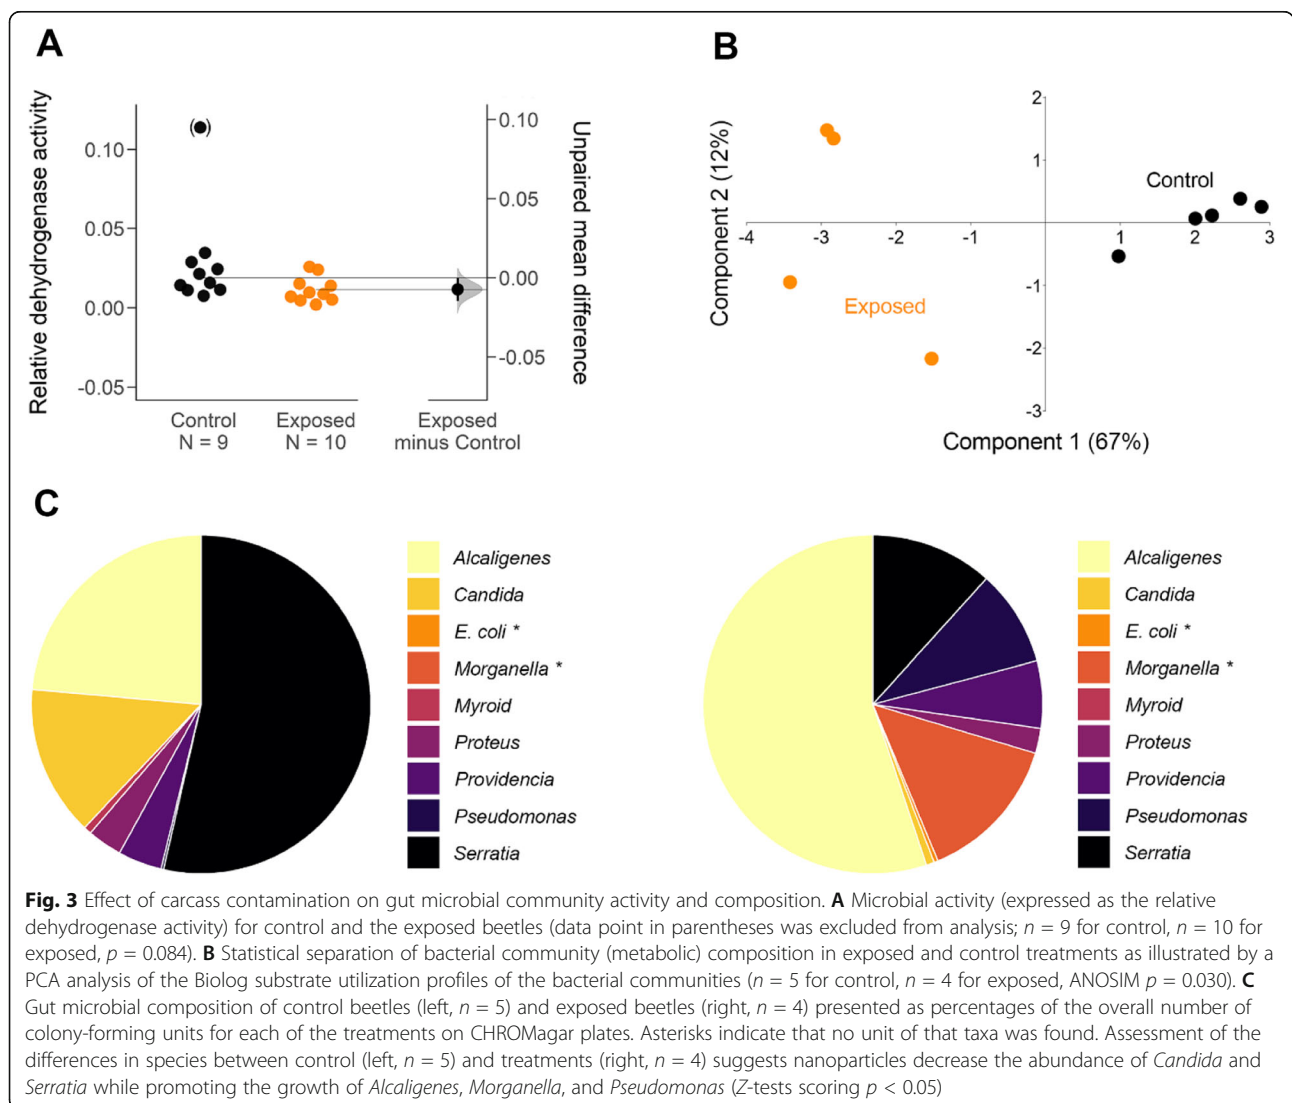 A
Relative dehydrogenase activity
0.10
0.05
0.00
-0.05
( )
0.10
0.05
0.00
-0.05
Unpaired mean difference
Control
N = 9
Exposed
N = 10
Exposed
minus Control
B
Component 2 (12%)
2
1
-1
-2
-3
-4
-3
-2
-1
1
2
3
Control
Exposed
Component 1 (67%)
C
Alcaligenes
Candida
E. coli *
Morganella *
Myroid
Proteus
Providencia
Pseudomonas
Serratia
Alcaligenes
Candida
E. coli *
Morganella *
Myroid
Proteus
Providencia
Pseudomonas
Serratia
Fig. 3 Effect of carcass contamination on gut microbial community activity and composition. A Microbial activity (expressed as the relative
dehydrogenase activity) for control and the exposed beetles (data point in parentheses was excluded from analysis; n = 9 for control, n = 10 for
exposed, p = 0.084). B Statistical separation of bacterial community (metabolic) composition in exposed and control treatments as illustrated by a
PCA analysis of the Biolog substrate utilization profiles of the bacterial communities (n = 5 for control, n = 4 for exposed, ANOSIM p = 0.030). C
Gut microbial composition of control beetles (left, n = 5) and exposed beetles (right, n = 4) presented as percentages of the overall number of
colony-forming units for each of the treatments on CHROMagar plates. Asterisks indicate that no unit of that taxa was found. Assessment of the
differences in species between control (left, n = 5) and treatments (right, n = 4) suggests nanoparticles decrease the abundance of Candida and
Serratia while promoting the growth of Alcaligenes, Morganella, and Pseudomonas (Z-tests scoring p < 0.05)